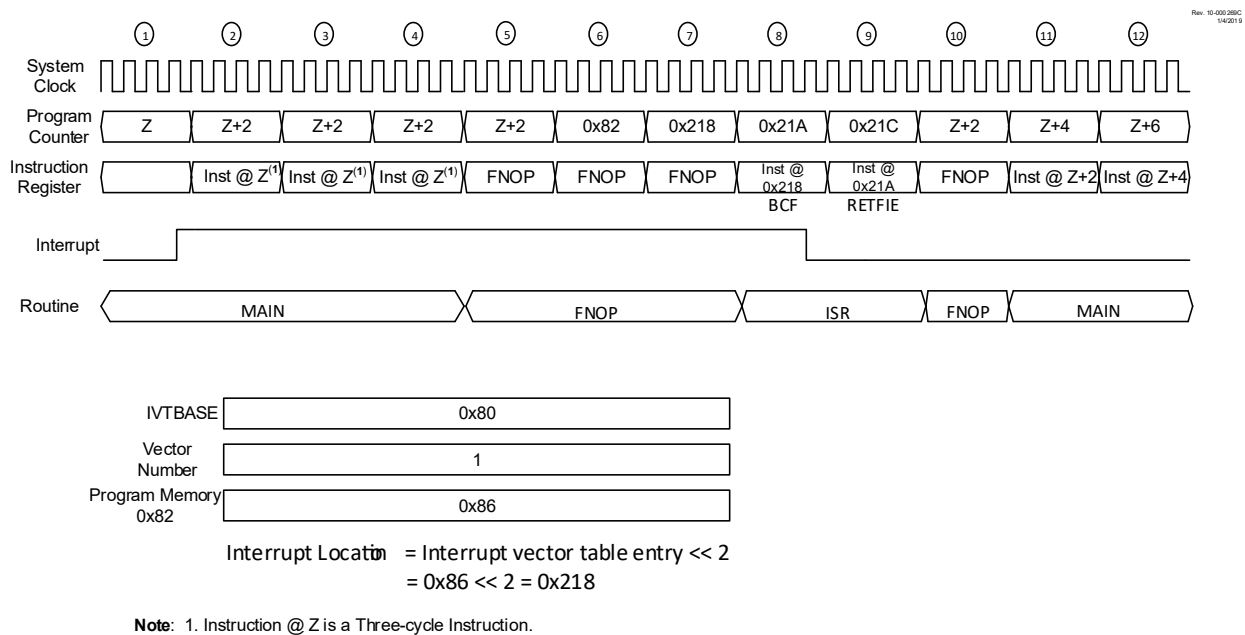 Rev. 10-000 269C
1/4/2019
1 2 3 4 5 6 7 8 9 10 11 12
System
Clock
Program
Counter
Z Z+2 Z+2 Z+2 Z+2 0x82 0x218 0x21A 0x21C Z+2 Z+4 Z+6
Instruction
Register
Inst @ Z(1) Inst @ Z(1) Inst @ Z(1) FNOP FNOP FNOP Inst @ 0x218 Inst @ 0x21A FNOP Inst @ Z+2 Inst @ Z+4
BCF RETFIE
Interrupt
Routine MAIN FNOP ISR FNOP MAIN
IVTBASE 0x80
Vector
Number
1
Program Memory
0x82
0x86
Interrupt Location = Interrupt vector table entry << 2
= 0x86 << 2 = 0x218
Note: 1. Instruction @ Z is a Three-cycle Instruction.